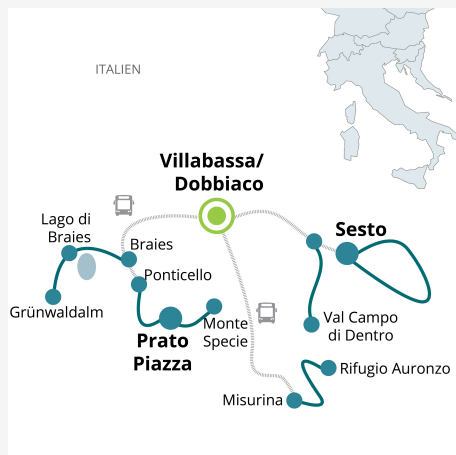 ITALIEN
Villabassa/
Dobbiaco
Lago di
Braies
Braies
Sesto
Ponticello
Grünwaldalm
Monte
Specie
Val Campo
di Dentro
Prato
Piazza
Rifugio Auronzo
Misurina